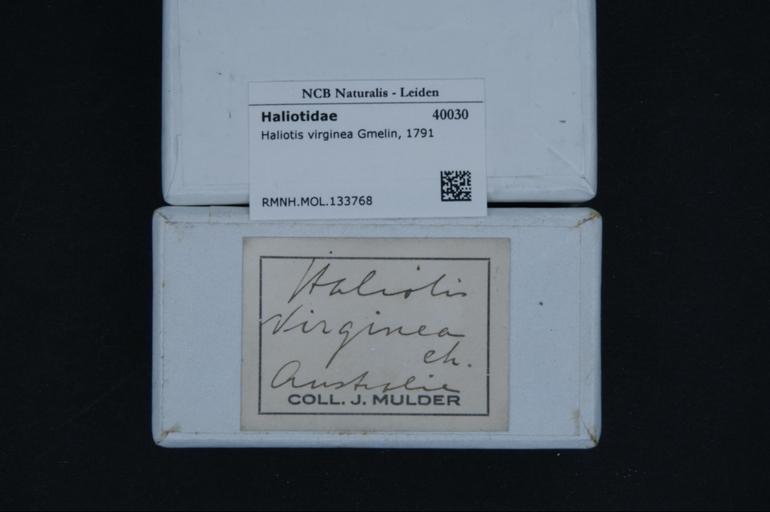 NCB Naturalis - Leiden
Haliotidae 40030
Haliotis virginea Gmelin, 1791
RMNH.MOL.133768
Haliotis
Virginea
Ch.
Australie
COLL. J. MULDER